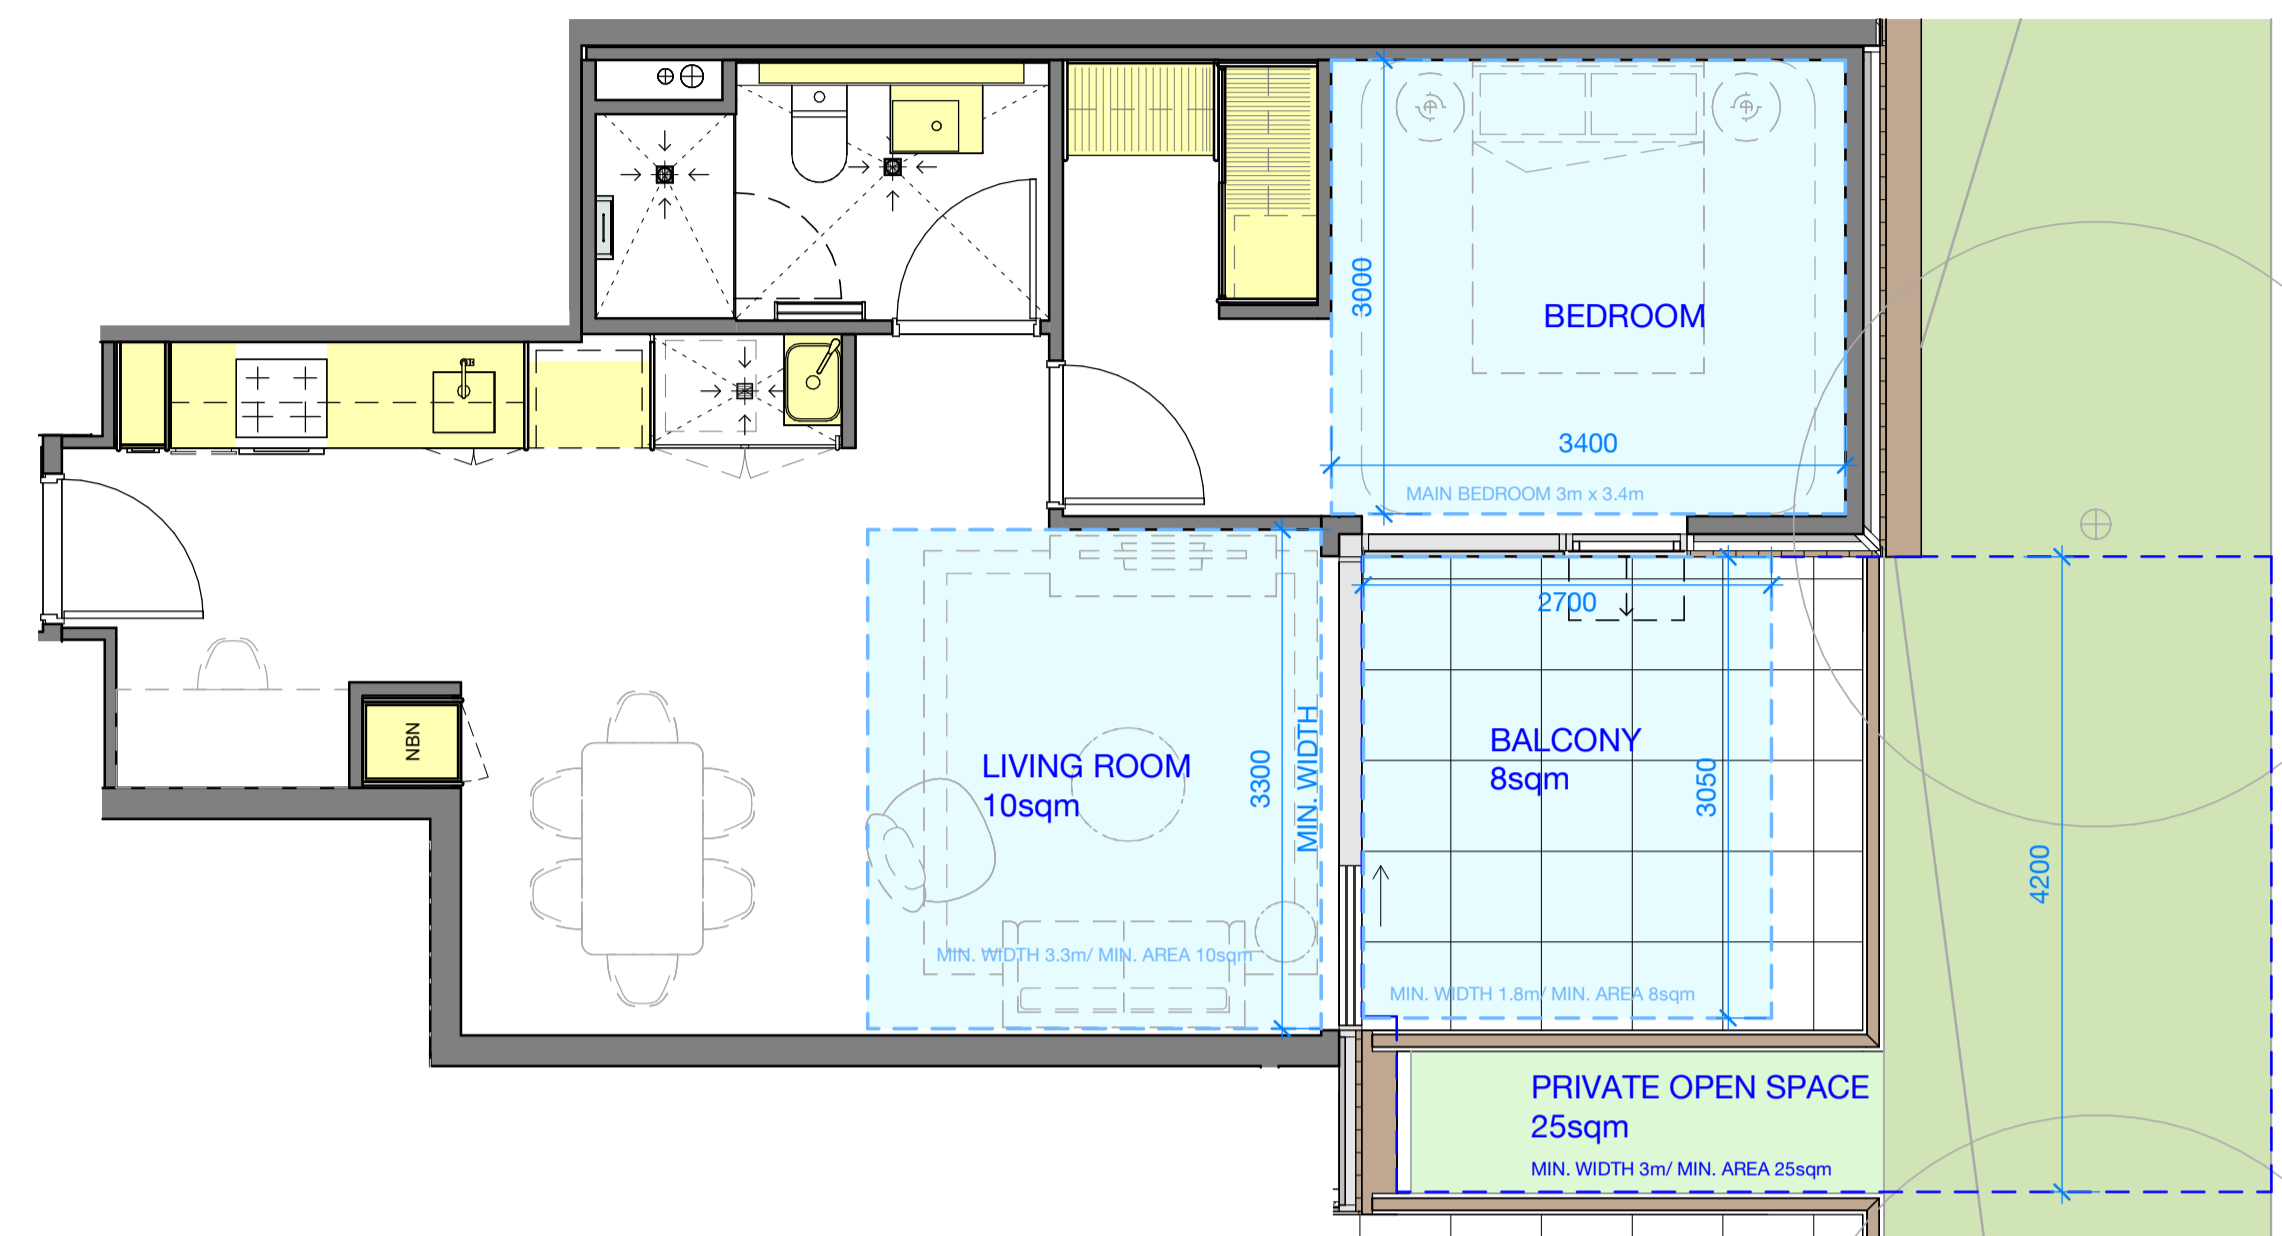 BEDROOM
3000
3400
MAIN BEDROOM 3m x 3.4m
2700
NBN
LIVING ROOM
10sqm
3300
MIN. WIDTH
MIN. WIDTH 3.3m/ MIN. AREA 10sqm
BALCONY
8sqm
3050
MIN. WIDTH 1.8m/ MIN. AREA 8sqm
4200
PRIVATE OPEN SPACE
25sqm
MIN. WIDTH 3m/ MIN. AREA 25sqm